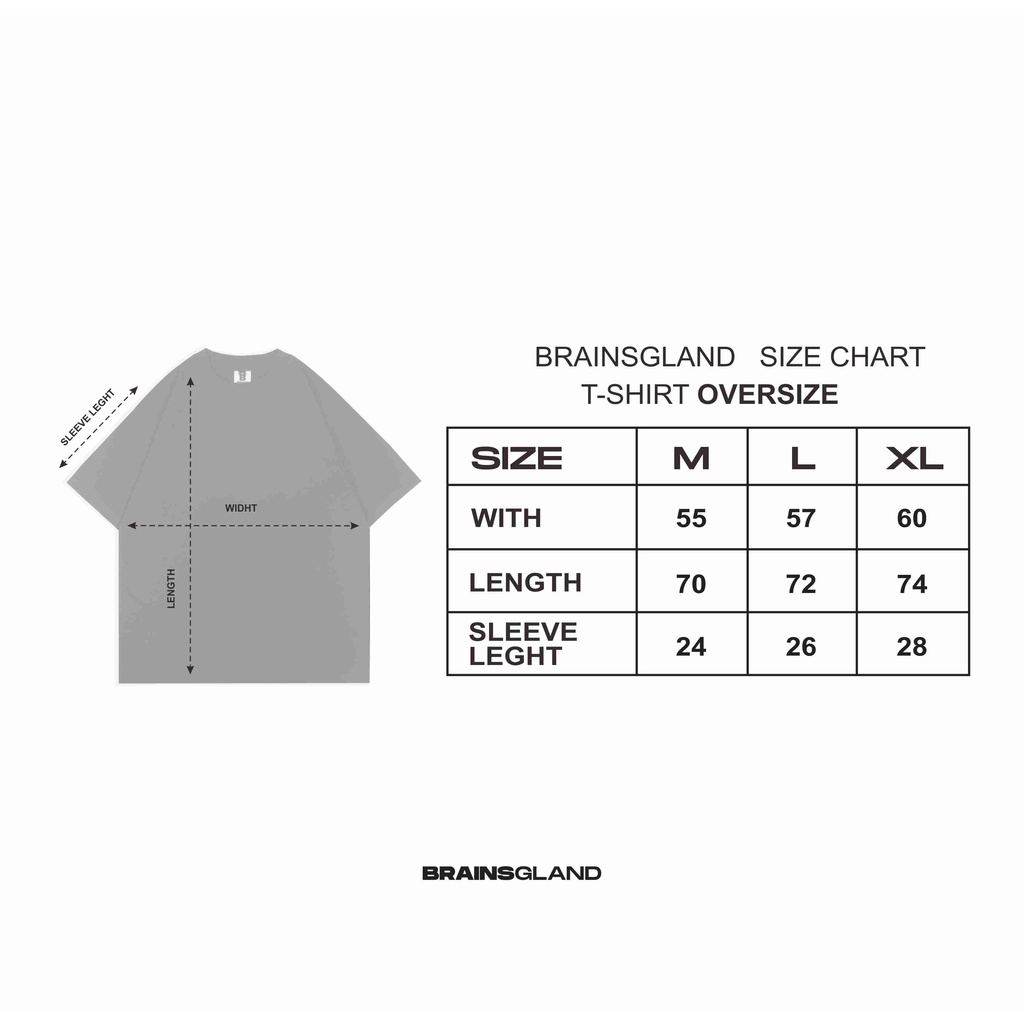 BRAINSGLAND SIZE CHART
T-SHIRT OVERSIZE
SLEEVE LEGHT
WIDHT
LENGTH
SIZE M L XL
WITH 55 57 60
LENGTH 70 72 74
SLEEVE
LEGHT 24 26 28
BRAINSGLAND